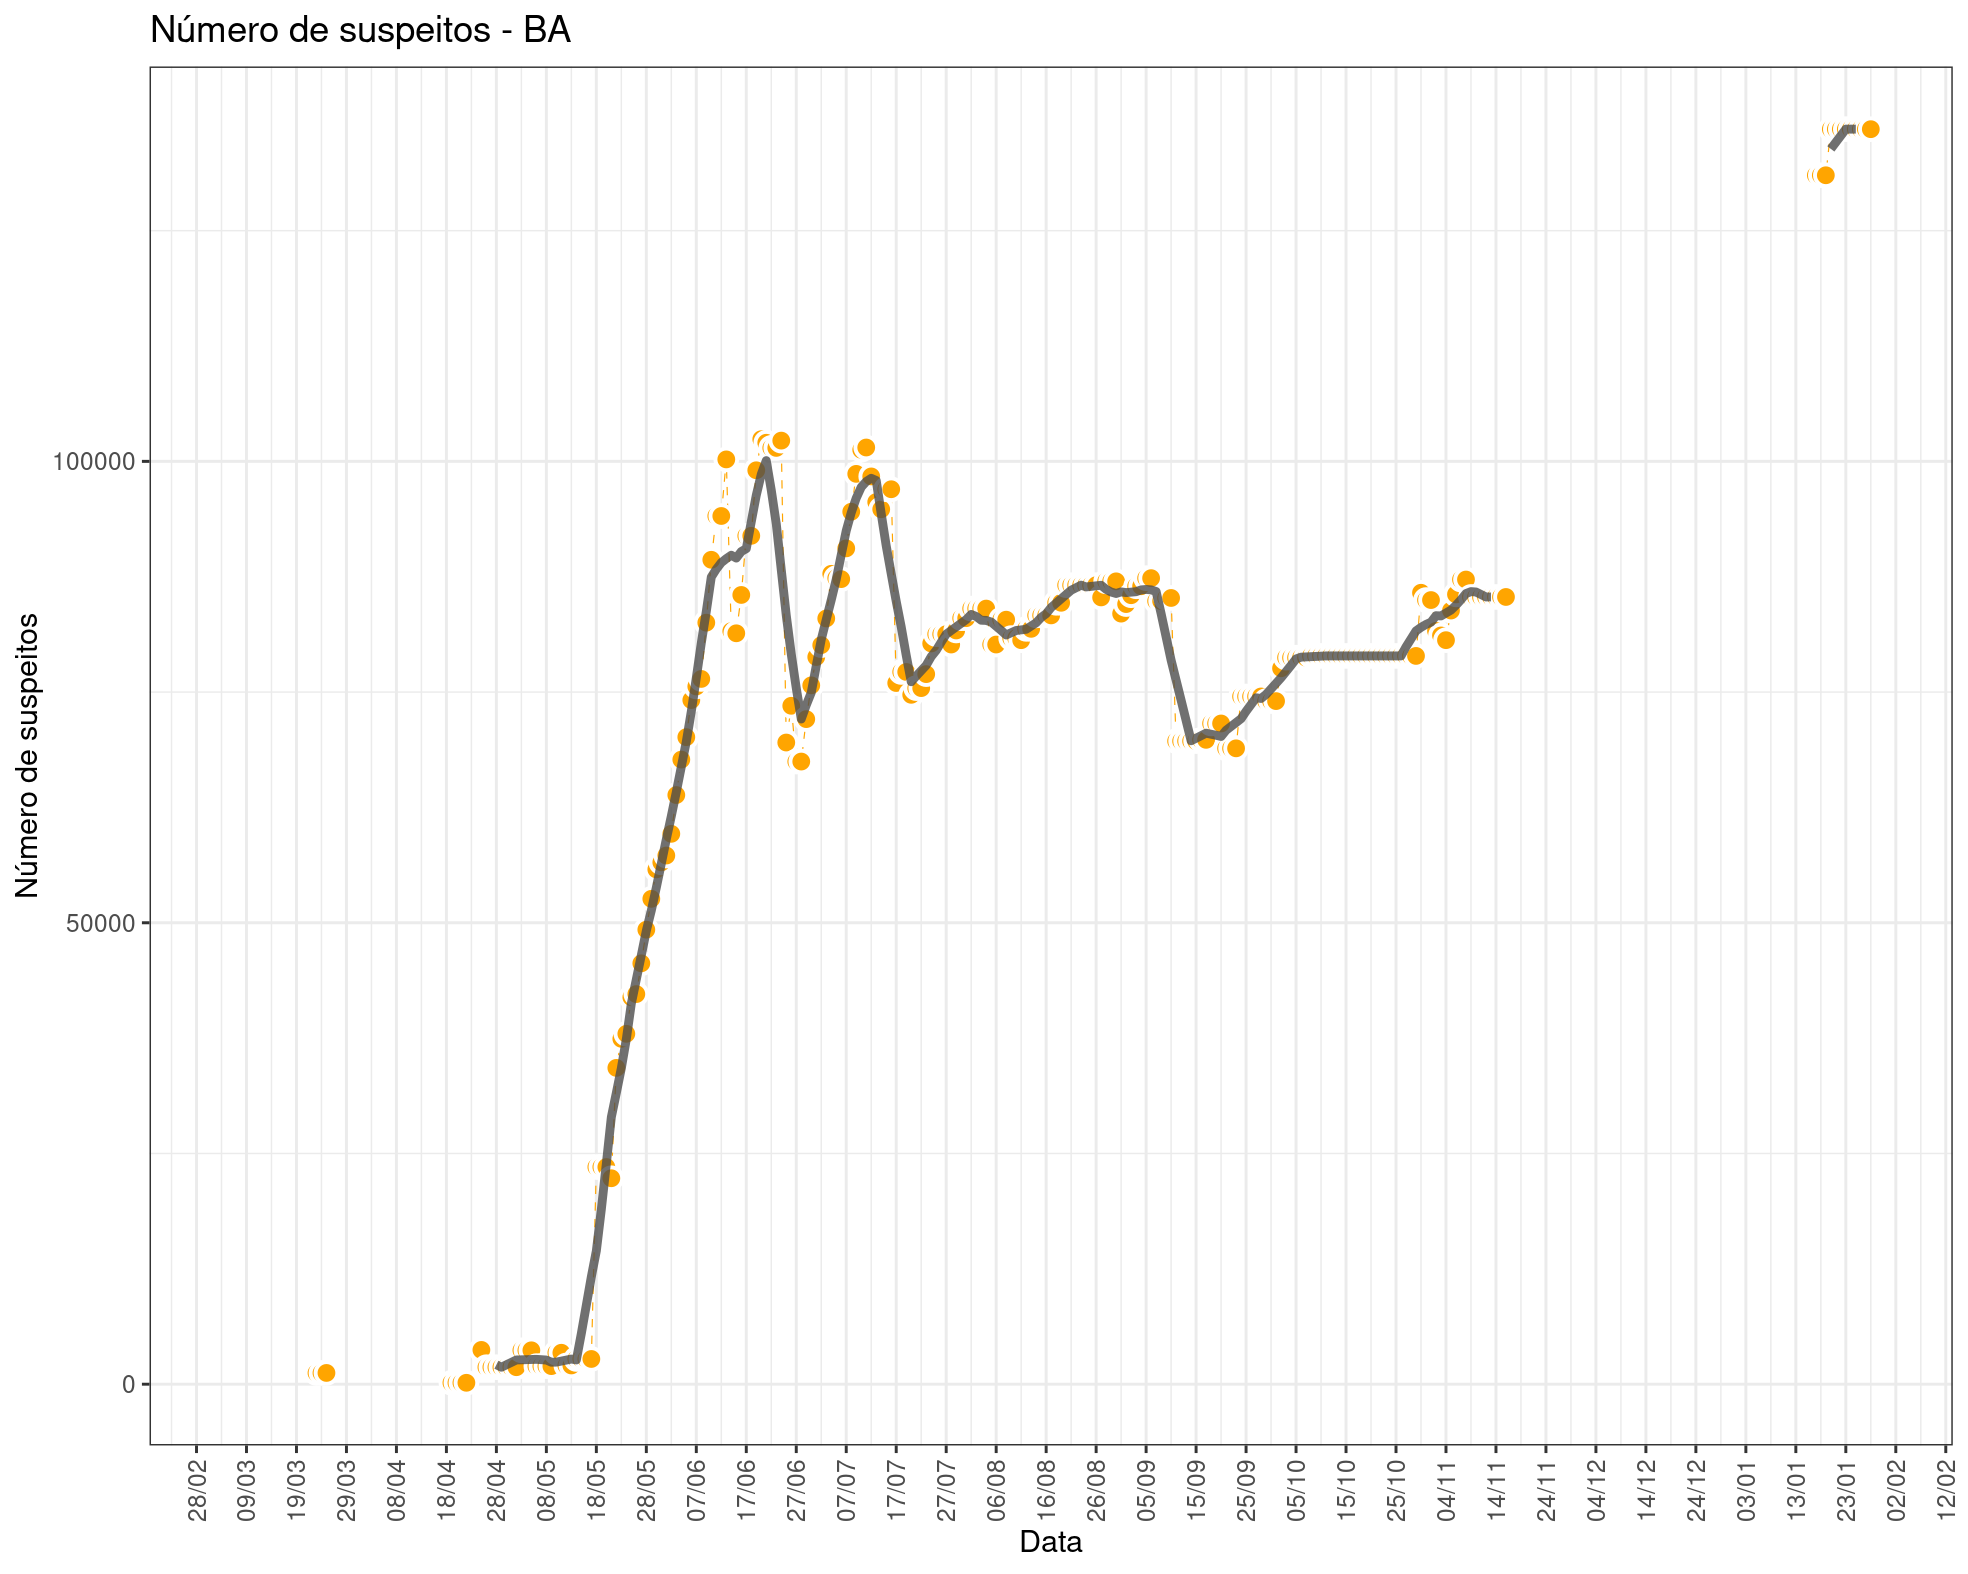 Número de suspeitos - BA
Número de suspeitos
100000
50000
0
28/02 09/03 19/03 29/03 08/04 18/04 28/04 08/05 18/05 28/05 07/06 17/06 27/06 07/07 17/07 27/07 06/08 16/08 26/08 05/09 15/09 25/09 05/10 15/10 25/10 04/11 14/11 24/11 04/12 14/12 24/12 03/01 13/01 23/01 02/02 12/02
Data